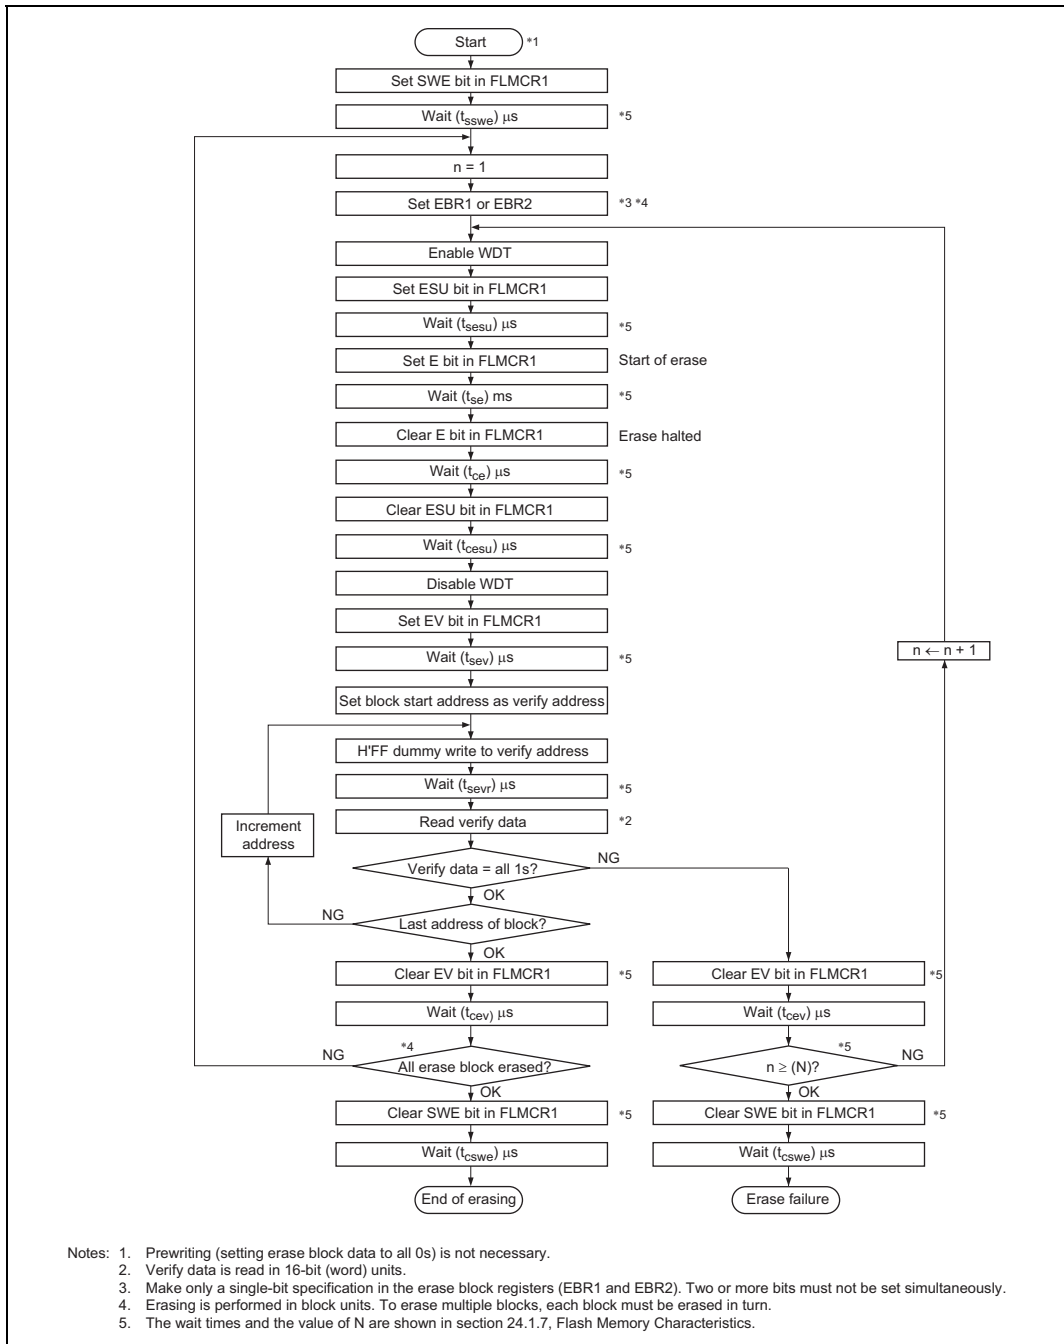 Start *1
Set SWE bit in FLMCR1
Wait (tsswe) μs *5
n = 1
Set EBR1 or EBR2 *3 *4
Enable WDT
Set ESU bit in FLMCR1
Wait (tsesu) μs *5
Set E bit in FLMCR1 Start of erase
Wait (tse) ms *5
Clear E bit in FLMCR1 Erase halted
Wait (tce) μs *5
Clear ESU bit in FLMCR1
Wait (tcesu) μs *5
Disable WDT
Set EV bit in FLMCR1
n ← n + 1
Wait (tsev) μs *5
Set block start address as verify address
H'FF dummy write to verify address
Wait (tsevr) μs *5
Increment
address
Read verify data *2
Verify data = all 1s?
NG
OK
Last address of block?
NG
OK
Clear EV bit in FLMCR1 *5
Clear EV bit in FLMCR1 *5
Wait (tcev) μs
Wait (tcev) μs
*4
*5
NG
All erase block erased?
n ≥ (N)?
NG
OK
OK
Clear SWE bit in FLMCR1 *5
Clear SWE bit in FLMCR1 *5
Wait (tcswe) μs
Wait (tcswe) μs
End of erasing
Erase failure
Notes: 1. Prewriting (setting erase block data to all 0s) is not necessary.
2. Verify data is read in 16-bit (word) units.
3. Make only a single-bit specification in the erase block registers (EBR1 and EBR2). Two or more bits must not be set simultaneously.
4. Erasing is performed in block units. To erase multiple blocks, each block must be erased in turn.
5. The wait times and the value of N are shown in section 24.1.7, Flash Memory Characteristics.